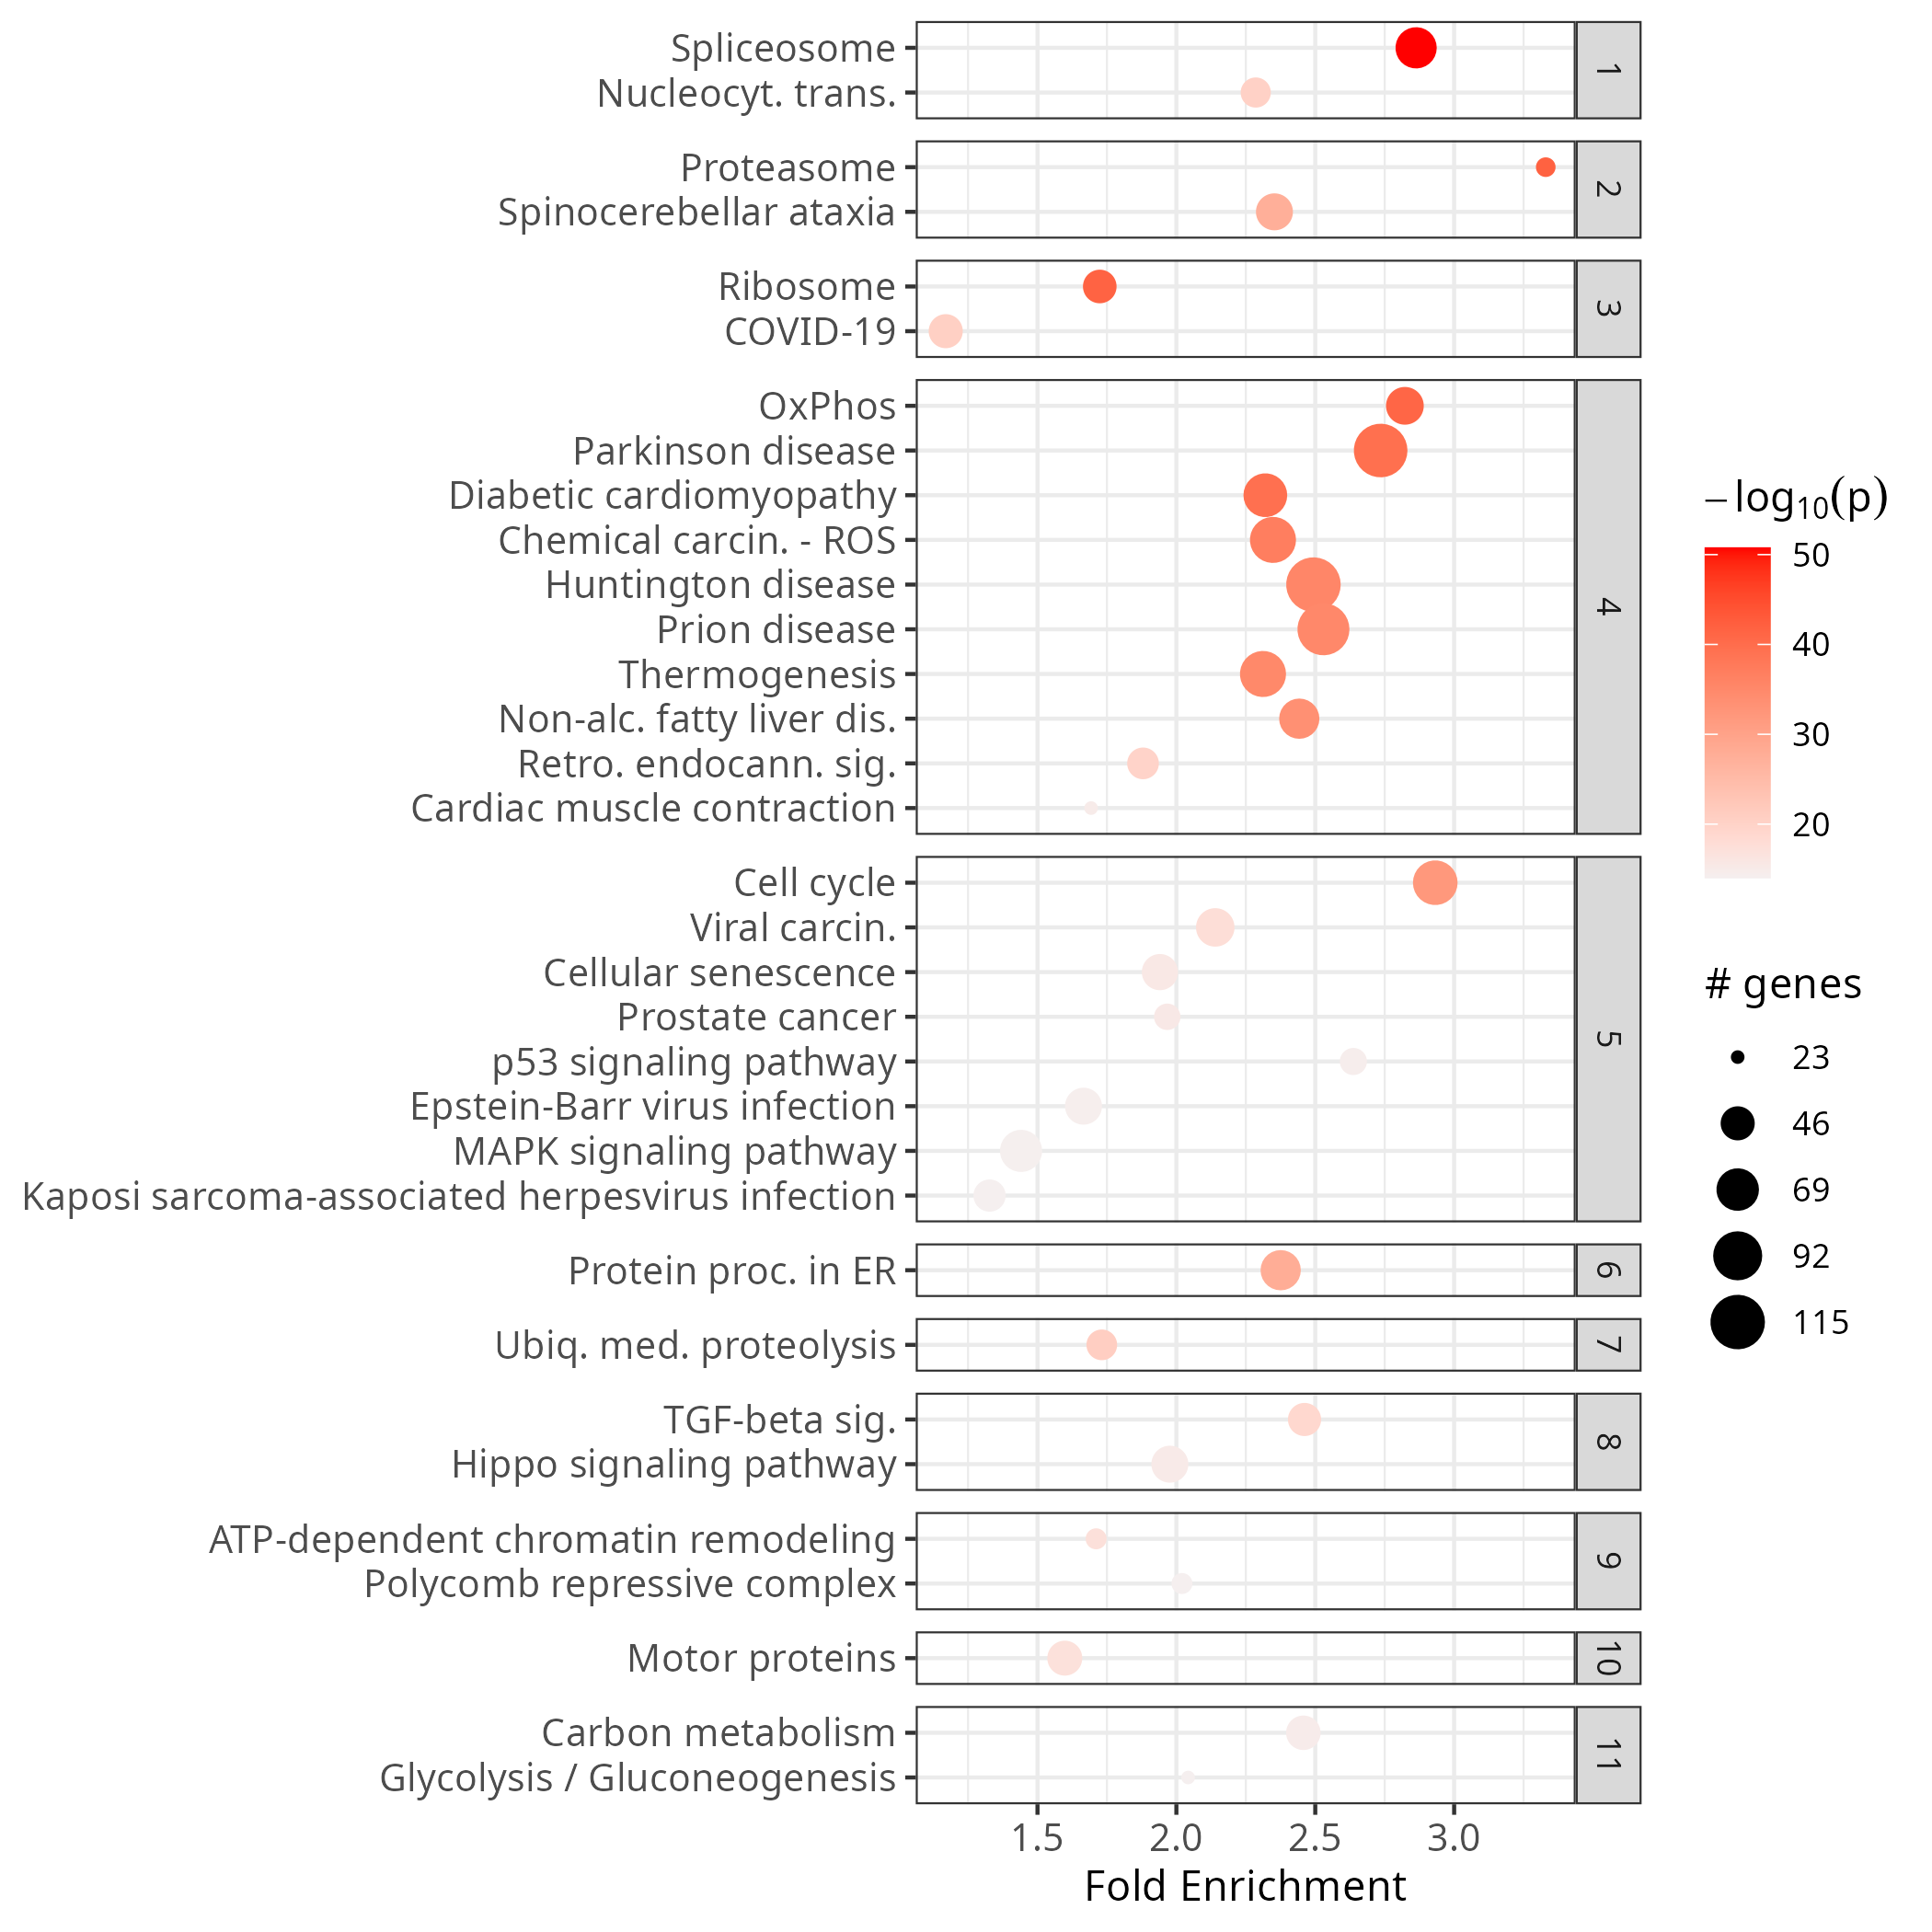 Spliceosome
Nucleocyt. trans.
1
Proteasome
Spinocerebellar ataxia
2
Ribosome
COVID-19
3
OxPhos
Parkinson disease
Diabetic cardiomyopathy
Chemical carcin. - ROS
Huntington disease
Prion disease
Thermogenesis
Non-alc. fatty liver dis.
Retro. endocann. sig.
Cardiac muscle contraction
4
Cell cycle
Viral carcin.
Cellular senescence
Prostate cancer
p53 signaling pathway
Epstein-Barr virus infection
MAPK signaling pathway
Kaposi sarcoma-associated herpesvirus infection
5
Protein proc. in ER
6
Ubiq. med. proteolysis
7
TGF-beta sig.
Hippo signaling pathway
8
ATP-dependent chromatin remodeling
Polycomb repressive complex
9
Motor proteins
10
Carbon metabolism
Glycolysis / Gluconeogenesis
11
1.5 2.0 2.5 3.0
Fold Enrichment
−log₁₀(p)
50
40
30
20
# genes
23
46
69
92
115